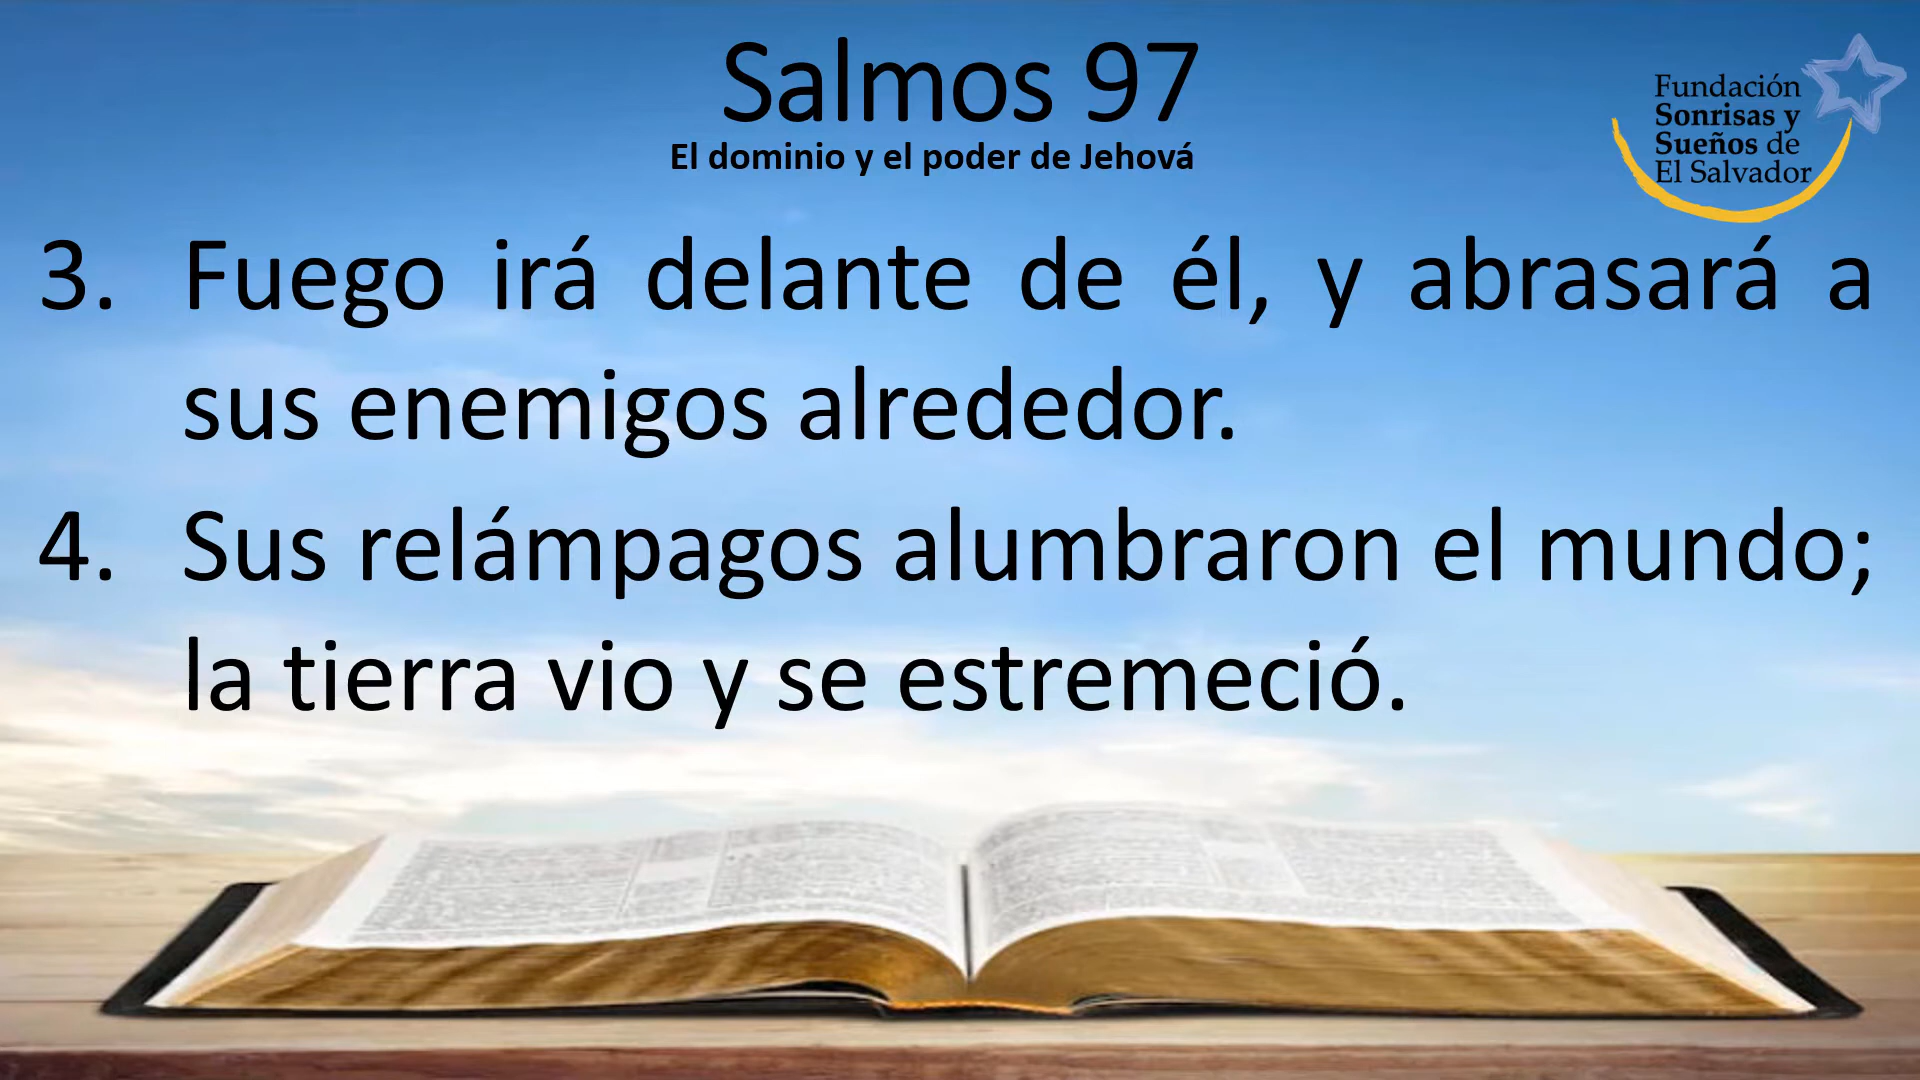 Salmos 97
El dominio y el poder de Jehová
Fundación
Sonrisas y
Sueños de
El Salvador
3. Fuego irá delante de él, y abrasará a
sus enemigos alrededor.
4. Sus relámpagos alumbraron el mundo;
la tierra vio y se estremeció.